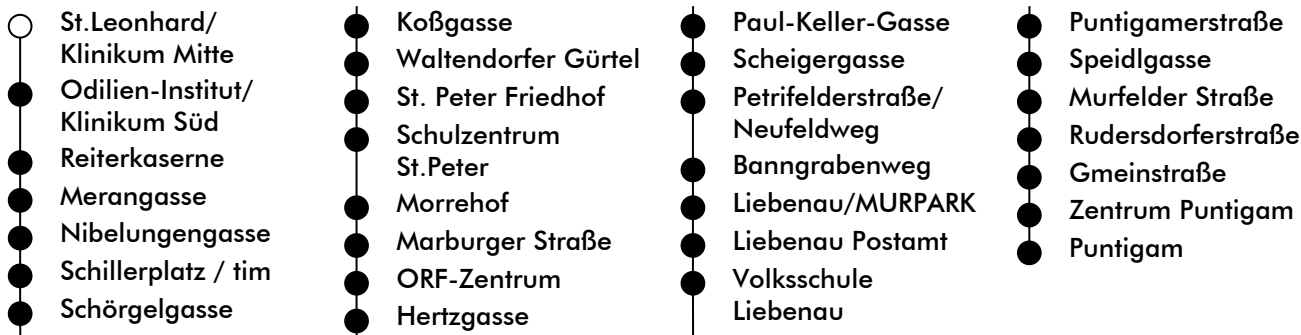 St.Leonhard/
Klinikum Mitte
Odilien-Institut/
Klinikum Süd
Reiterkaserne
Merangasse
Nibelungengasse
Schillerplatz / tim
Schörgelgasse
Koßgasse
Waltendorfer Gürtel
St. Peter Friedhof
Schulzentrum
St.Peter
Morrehof
Marburger Straße
ORF-Zentrum
Hertzgasse
Paul-Keller-Gasse
Scheigergasse
Petrifelderstraße/
Neufeldweg
Banngrabenweg
Liebenau/MURPARK
Liebenau Postamt
Volksschule
Liebenau
Puntigamerstraße
Speidlgasse
Murfelder Straße
Rudersdorferstraße
Gmeinstraße
Zentrum Puntigam
Puntigam